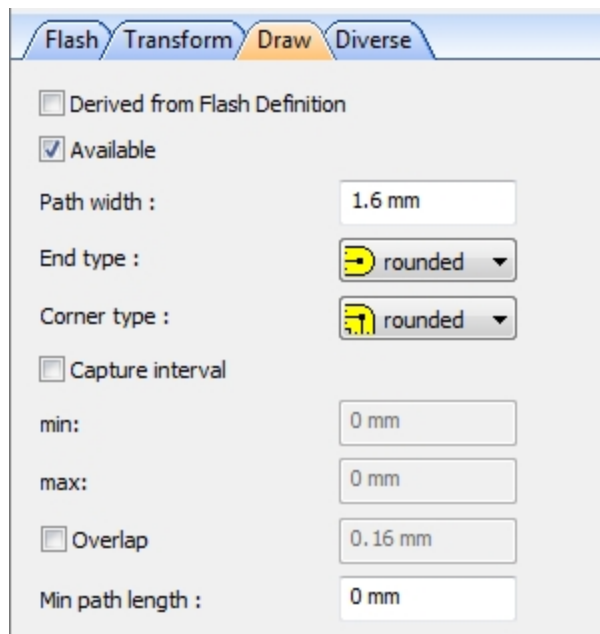 Flash Transform Draw Diverse
Derived from Flash Definition
Available
Path width : 1.6 mm
End type : rounded
Corner type : rounded
Capture interval
min: 0 mm
max: 0 mm
Overlap 0.16 mm
Min path length : 0 mm